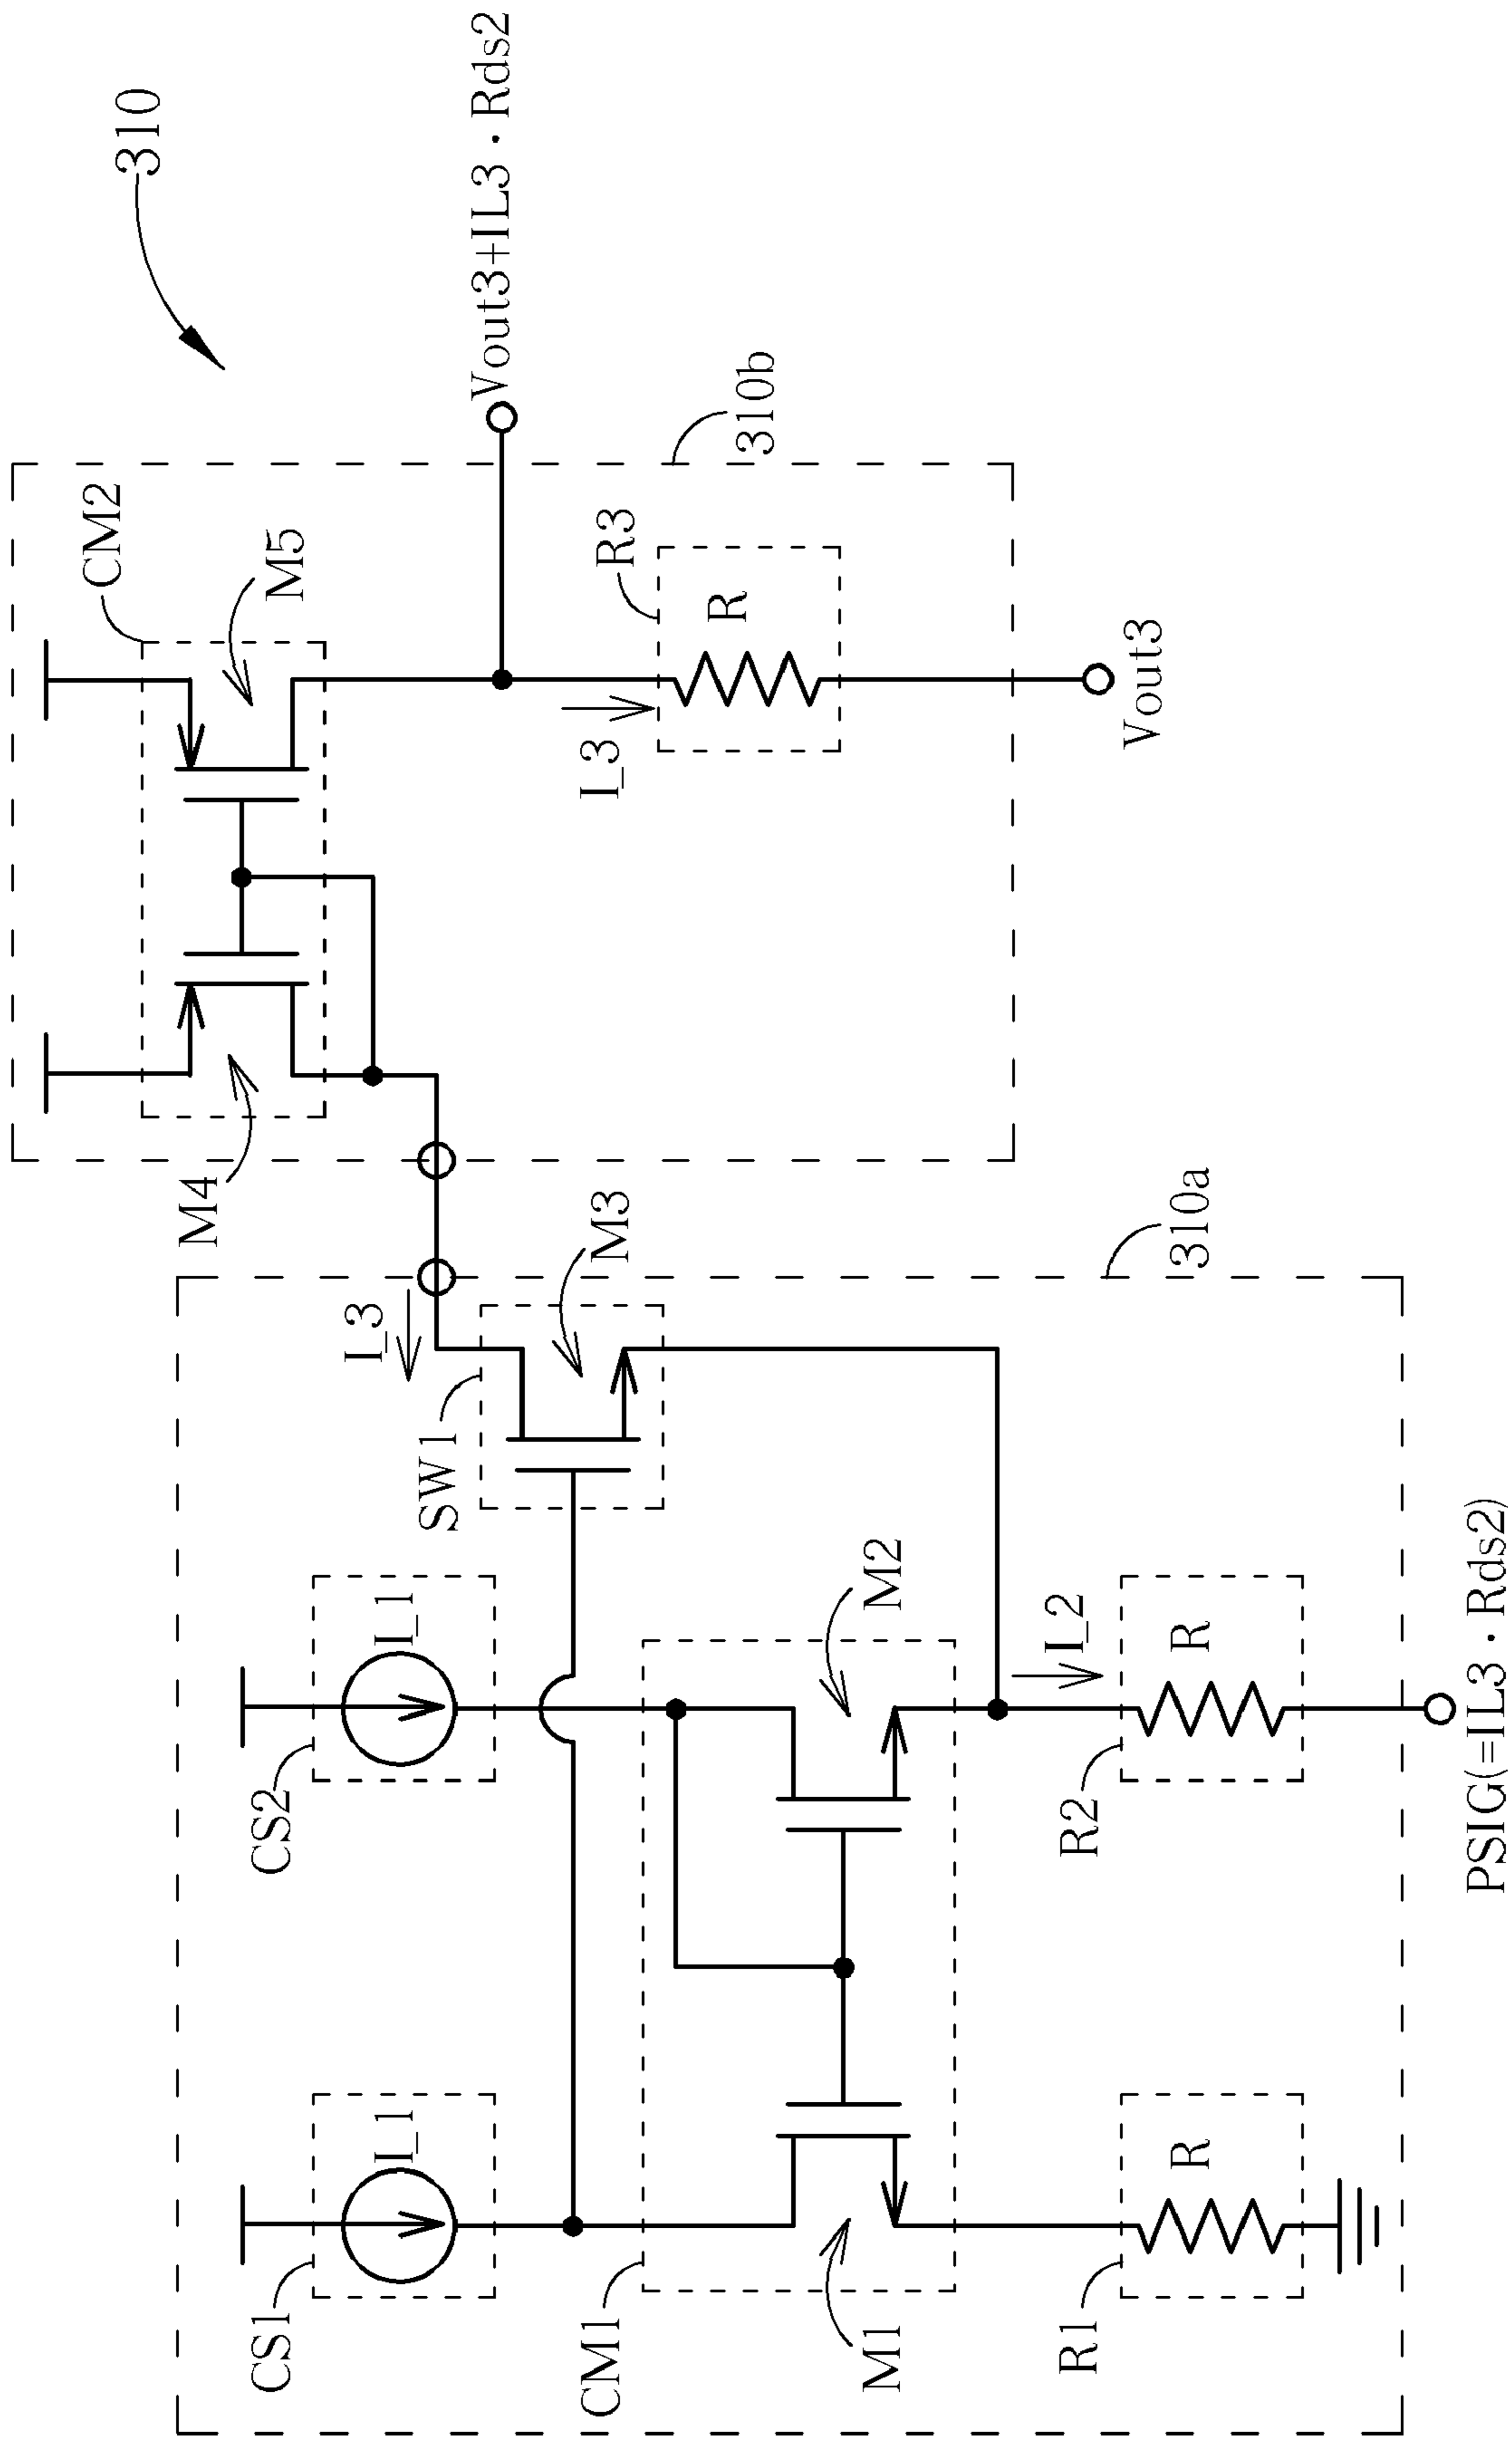 310
CM2
M5
M4
Vout3+IL3 · Rds2
310b
I_3
R3
R
Vout3
CS1
I_1
CS2
I_1
I_3
SW1
M3
310a
CM1
M1
M2
I_2
R1
R
R2
R
PSIG(=IL3 · Rds2)